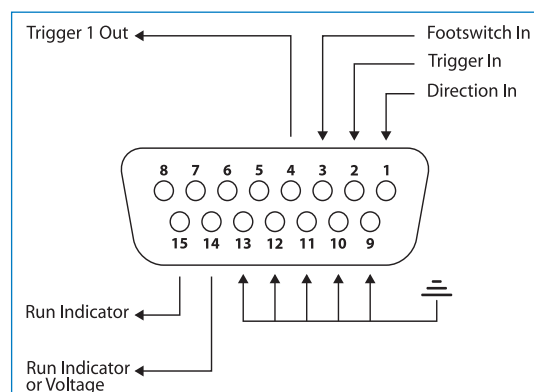 Trigger 1 Out
Footswitch In
Trigger In
Direction In
8 7 6 5 4 3 2 1
15 14 13 12 11 10 9
Run Indicator
Run Indicator
or Voltage